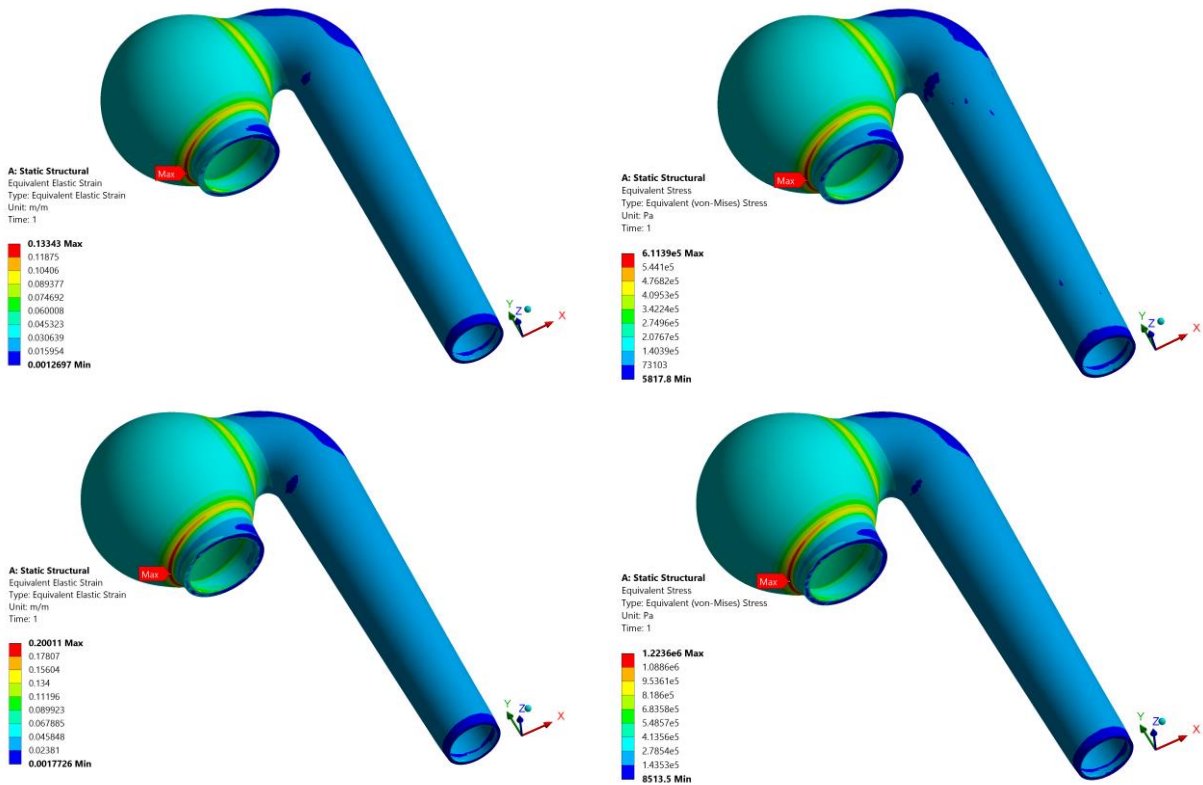 Max
A: Static Structural
Equivalent Elastic Strain
Type: Equivalent Elastic Strain
Unit: m/m
Time: 1
0.13343 Max
0.11875
0.10406
0.089377
0.074692
0.060008
0.045323
0.030639
0.015954
0.0012697 Min
Y
Z
X
Max
A: Static Structural
Equivalent Stress
Type: Equivalent (von-Mises) Stress
Unit: Pa
Time: 1
6.1139e5 Max
5.441e5
4.7682e5
4.0953e5
3.4224e5
2.7496e5
2.0767e5
1.4039e5
73103
5817.8 Min
Y
Z
X
Max
A: Static Structural
Equivalent Elastic Strain
Type: Equivalent Elastic Strain
Unit: m/m
Time: 1
0.20011 Max
0.17807
0.15604
0.134
0.11196
0.089923
0.067885
0.045848
0.02381
0.0017726 Min
Y
Z
X
Max
A: Static Structural
Equivalent Stress
Type: Equivalent (von-Mises) Stress
Unit: Pa
Time: 1
1.2236e6 Max
1.0886e6
9.5361e5
8.186e5
6.8358e5
5.4857e5
4.1356e5
2.7854e5
1.4353e5
8513.5 Min
Y
Z
X